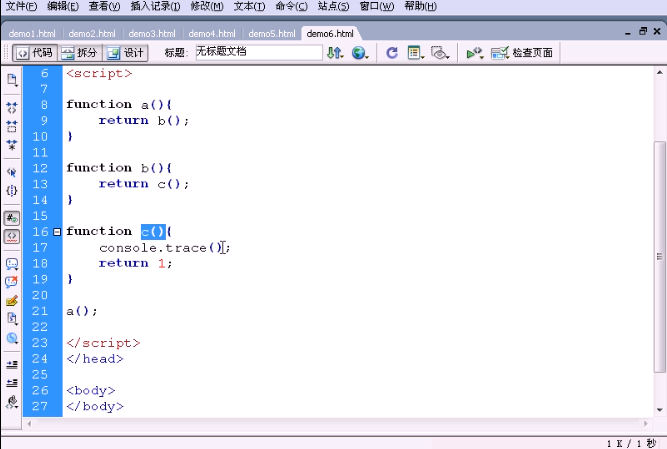 文件(F) 编辑(E) 查看(V) 插入记录(I) 修改(M) 文本(T) 命令(C) 站点(S) 窗口(W) 帮助(H)
demo1.html demo2.html demo3.html demo4.html demo5.html demo6.html
代码 拆分 设计 标题: 无标题文档 检查页面
6 <script>
7
8 function a(){
9 return b();
10 }
11
12 function b(){
13 return c();
14 }
15
16 function c(){
17 console.trace();
18 return 1;
19 }
20
21 a();
22
23 </script>
24 </head>
25
26 <body>
27 </body>
1 K / 1 秒